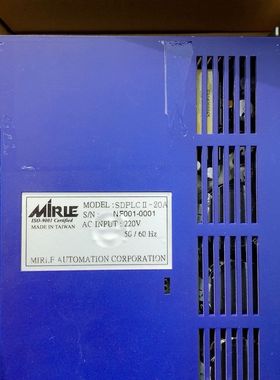 MIRLE
ISO-9001 Certified
MADE IN TAIWAN
MODEL : SDPLC II - 20A
S/N : NF001-0001
AC INPUT : 220V
50 / 60 Hz
MIRLE AUTOMATION CORPORATION